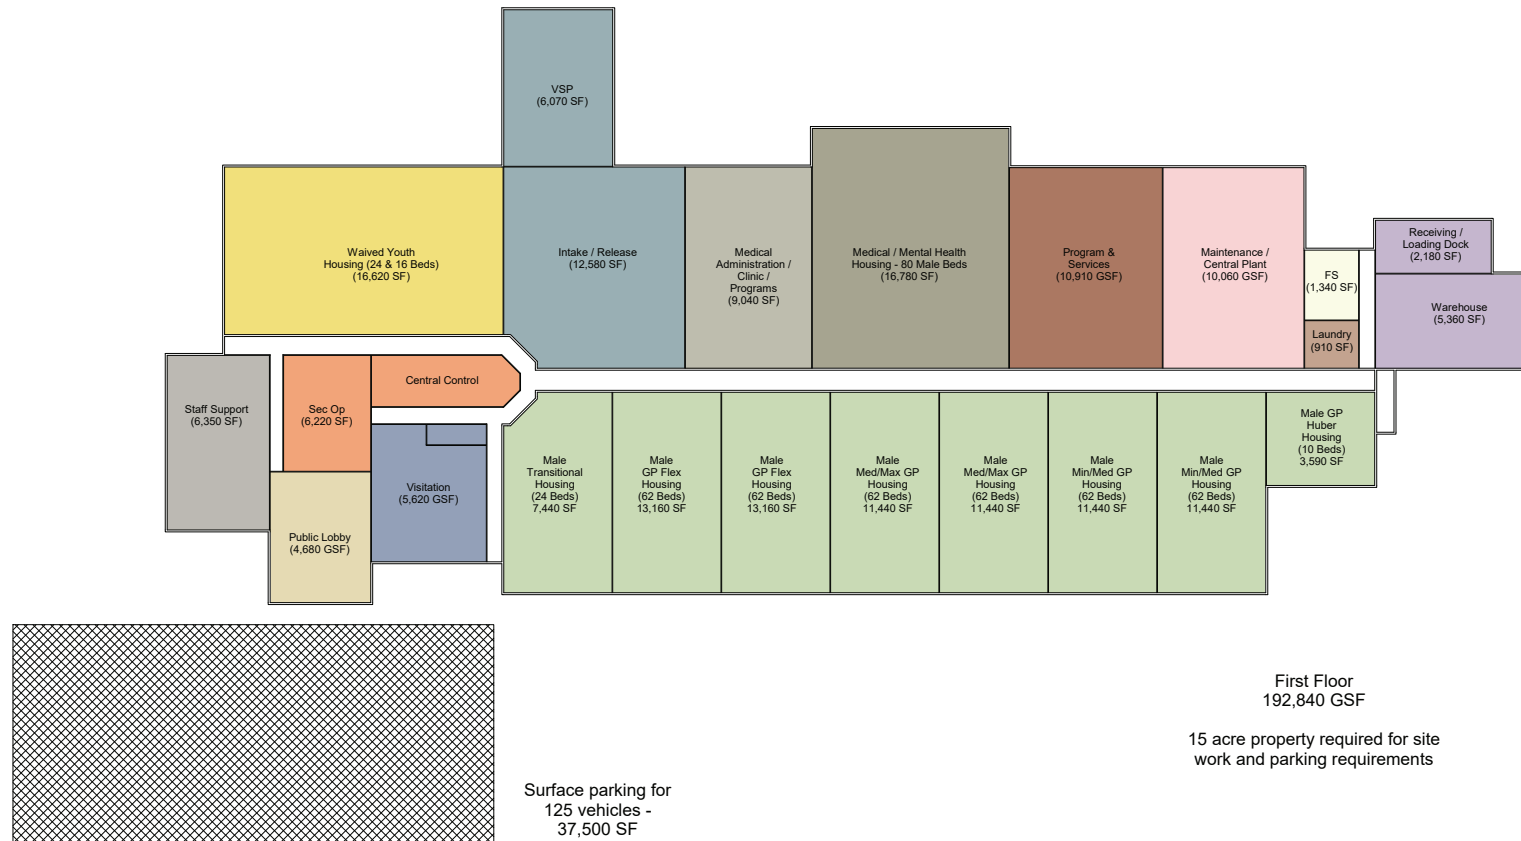 VSP
(6,070 SF)
Waived Youth
Housing (24 & 16 Beds)
(16,620 SF)
Intake / Release
(12,580 SF)
Medical
Administration /
Clinic /
Programs
(9,040 SF)
Medical / Mental Health
Housing - 80 Male Beds
(16,780 SF)
Program &
Services
(10,910 GSF)
Maintenance /
Central Plant
(10,060 GSF)
FS
(1,340 SF)
Laundry
(910 SF)
Receiving /
Loading Dock
(2,180 SF)
Warehouse
(5,360 SF)
Staff Support
(6,350 SF)
Sec Op
(6,220 SF)
Central Control
Visitation
(5,620 GSF)
Public Lobby
(4,680 GSF)
Male
Transitional
Housing
(24 Beds)
7,440 SF
Male
GP Flex
Housing
(62 Beds)
13,160 SF
Male
GP Flex
Housing
(62 Beds)
13,160 SF
Male
Med/Max GP
Housing
(62 Beds)
11,440 SF
Male
Med/Max GP
Housing
(62 Beds)
11,440 SF
Male
Min/Med GP
Housing
(62 Beds)
11,440 SF
Male
Min/Med GP
Housing
(62 Beds)
11,440 SF
Male GP
Huber
Housing
(10 Beds)
3,590 SF
First Floor
192,840 GSF
15 acre property required for site
work and parking requirements
Surface parking for
125 vehicles -
37,500 SF